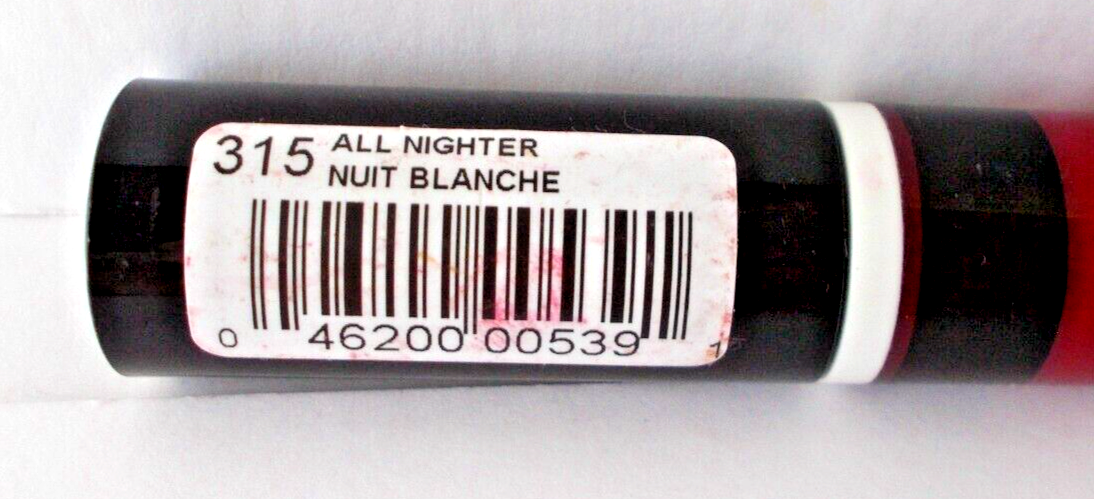 315 ALL NIGHTER
NUIT BLANCHE
0 46200 00539 1